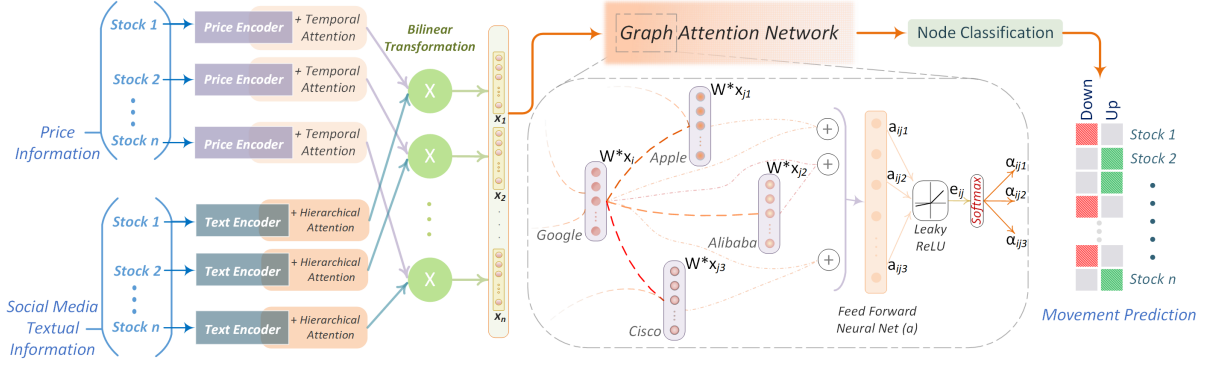 Price
Information
Stock 1
Stock 2
Stock n
Price Encoder
+ Temporal
Attention
Price Encoder
+ Temporal
Attention
Price Encoder
+ Temporal
Attention
Social Media
Textual
Information
Stock 1
Stock 2
Stock n
Text Encoder
+ Hierarchical
Attention
Text Encoder
+ Hierarchical
Attention
Text Encoder
+ Hierarchical
Attention
Bilinear
Transformation
X
X
X
x1
x2
xn
Graph Attention Network
Node Classification
W*xi
Google
W*xj1
Apple
W*xj2
Alibaba
W*xj3
Cisco
+
+
+
aij1
aij2
aij3
Feed Forward
Neural Net (a)
Leaky
ReLU
eij
Softmax
αij1
αij2
αij3
Down
Up
Stock 1
Stock 2
Stock n
Movement Prediction